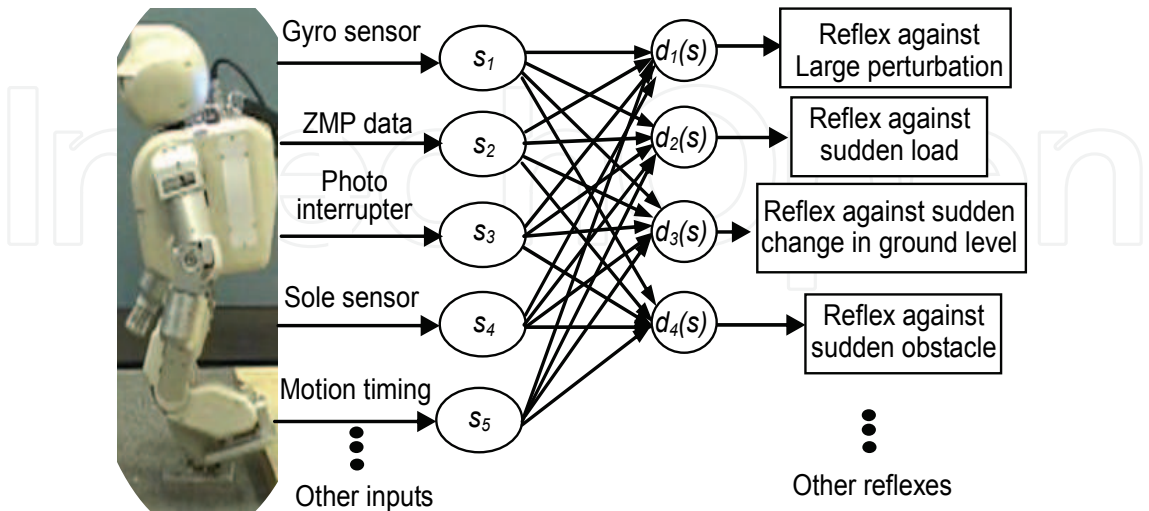 Gyro sensor
ZMP data
Photo
interrupter
Sole sensor
Motion timing
Other inputs
s1
s2
s3
s4
s5
d1(s)
d2(s)
d3(s)
d4(s)
Reflex against
Large perturbation
Reflex against
sudden load
Reflex against sudden
change in ground level
Reflex against
sudden obstacle
Other reflexes
IntechOpen